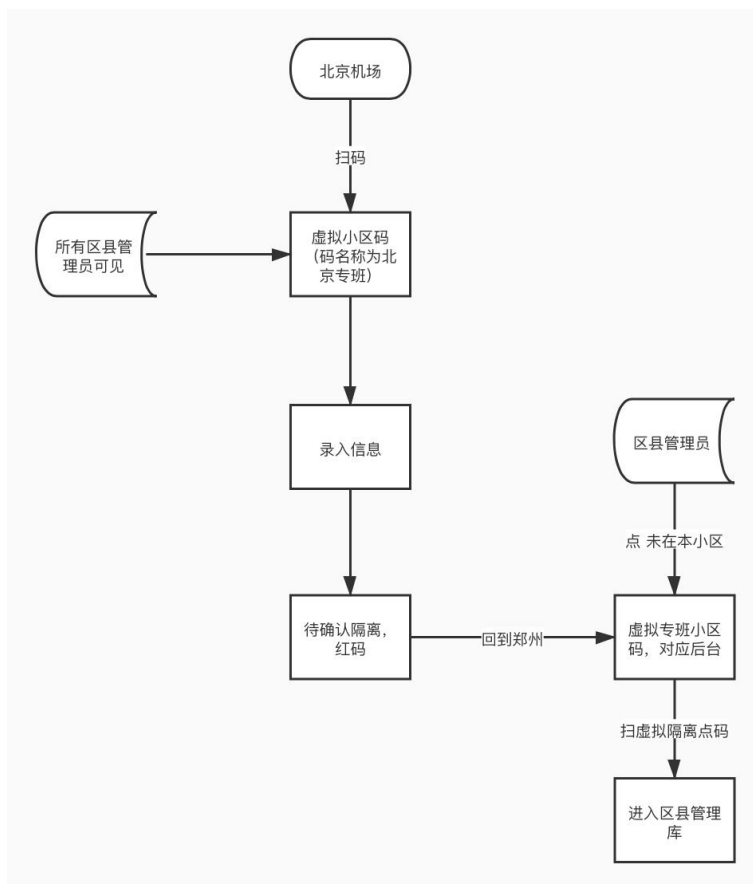 北京机场
扫码
所有区县管
理员可见
虚拟小区码
（码名称为北
京专班）
录入信息
区县管理员
点 未在本小区
待确认隔离，
红码
回到郑州
虚拟专班小区
码，对应后台
扫虚拟隔离点码
进入区县管理
库